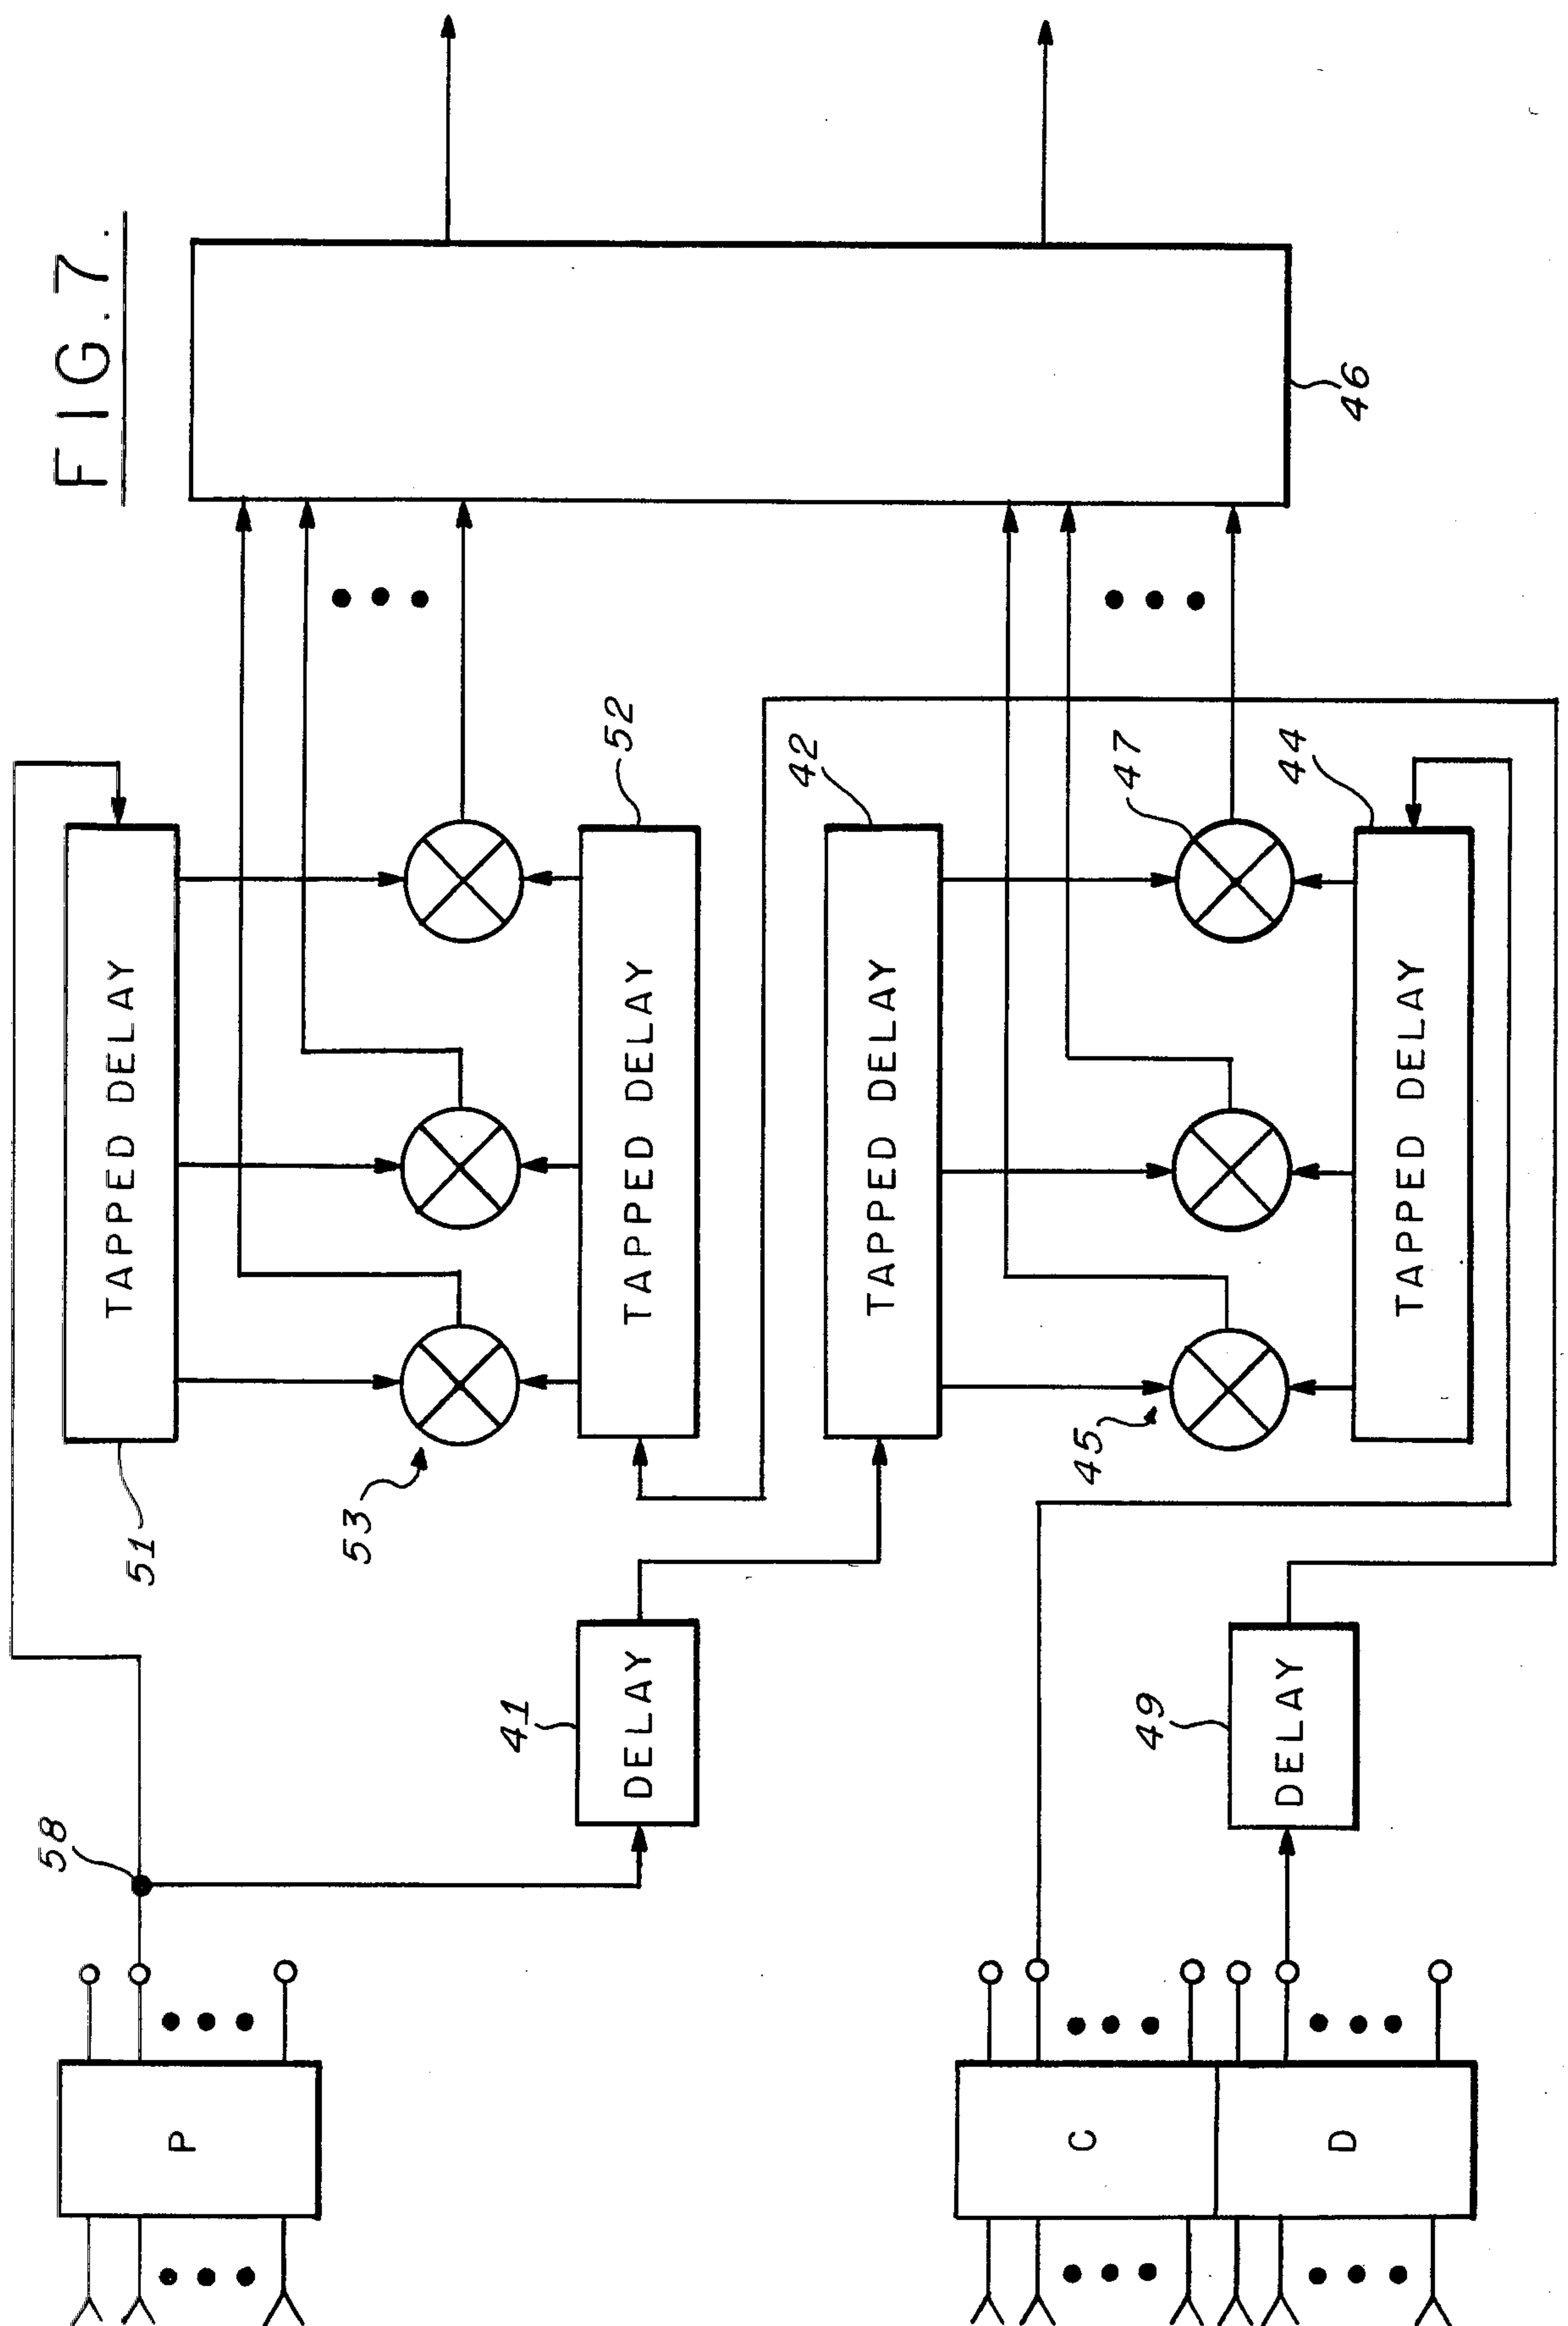 FIG.7.
51
TAPPED DELAY
53
TAPPED DELAY
52
58
41
DELAY
42
TAPPED DELAY
45
47
TAPPED DELAY
44
46
49
DELAY
P
C
D